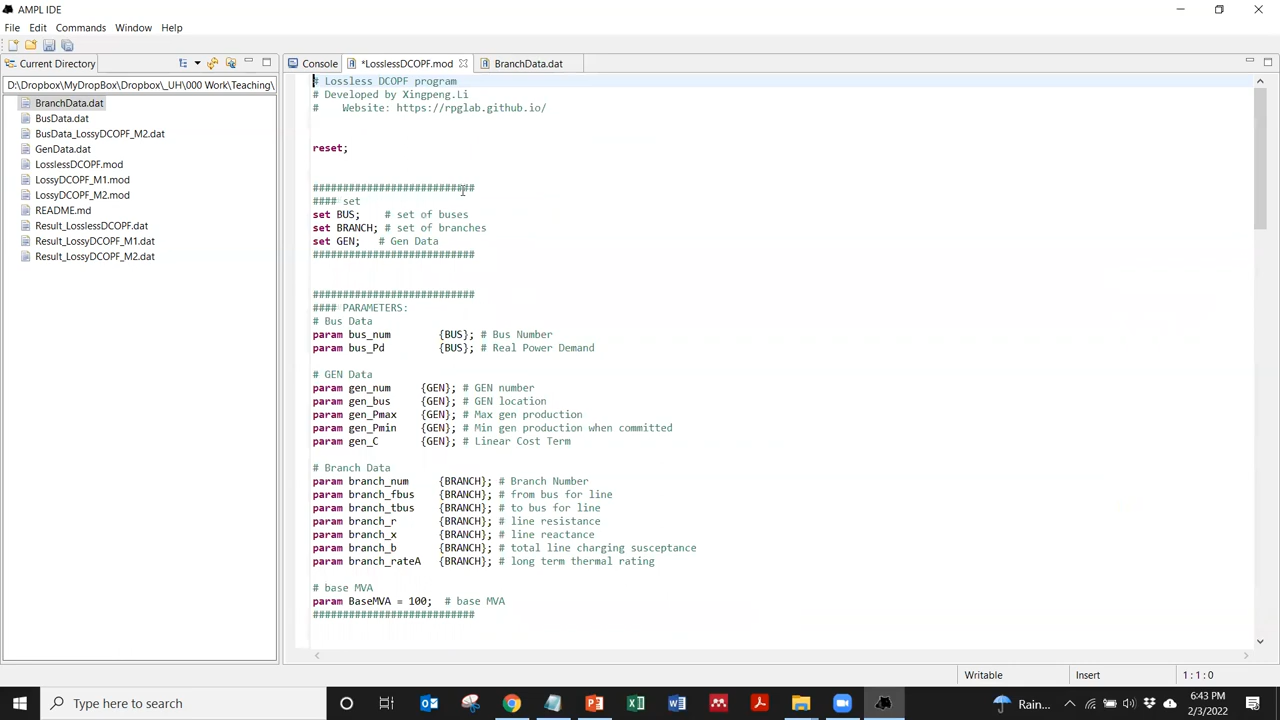 AMPL IDE
File Edit Commands Window Help
Current Directory
Console *LosslessDCOPF.mod BranchData.dat
D:\Dropbox\MyDropBox\Dropbox\_UH\000 Work\Teaching\
BranchData.dat
BusData.dat
BusData_LossyDCOPF_M2.dat
GenData.dat
LosslessDCOPF.mod
LossyDCOPF_M1.mod
LossyDCOPF_M2.mod
README.md
Result_LosslessDCOPF.dat
Result_LossyDCOPF_M1.dat
Result_LossyDCOPF_M2.dat
# Lossless DCOPF program
# Developed by Xingpeng.Li
# Website: https://rpglab.github.io/
reset;
###########################
#### set
set BUS; # set of buses
set BRANCH; # set of branches
set GEN; # Gen Data
###########################
###########################
#### PARAMETERS:
# Bus Data
param bus_num {BUS}; # Bus Number
param bus_Pd {BUS}; # Real Power Demand
# GEN Data
param gen_num {GEN}; # GEN number
param gen_bus {GEN}; # GEN location
param gen_Pmax {GEN}; # Max gen production
param gen_Pmin {GEN}; # Min gen production when committed
param gen_C {GEN}; # Linear Cost Term
# Branch Data
param branch_num {BRANCH}; # Branch Number
param branch_fbus {BRANCH}; # from bus for line
param branch_tbus {BRANCH}; # to bus for line
param branch_r {BRANCH}; # line resistance
param branch_x {BRANCH}; # line reactance
param branch_b {BRANCH}; # total line charging susceptance
param branch_rateA {BRANCH}; # long term thermal rating
# base MVA
param BaseMVA = 100; # base MVA
###########################
Writable Insert 1 : 1 : 0
Type here to search
Rain...
6:43 PM
2/3/2022